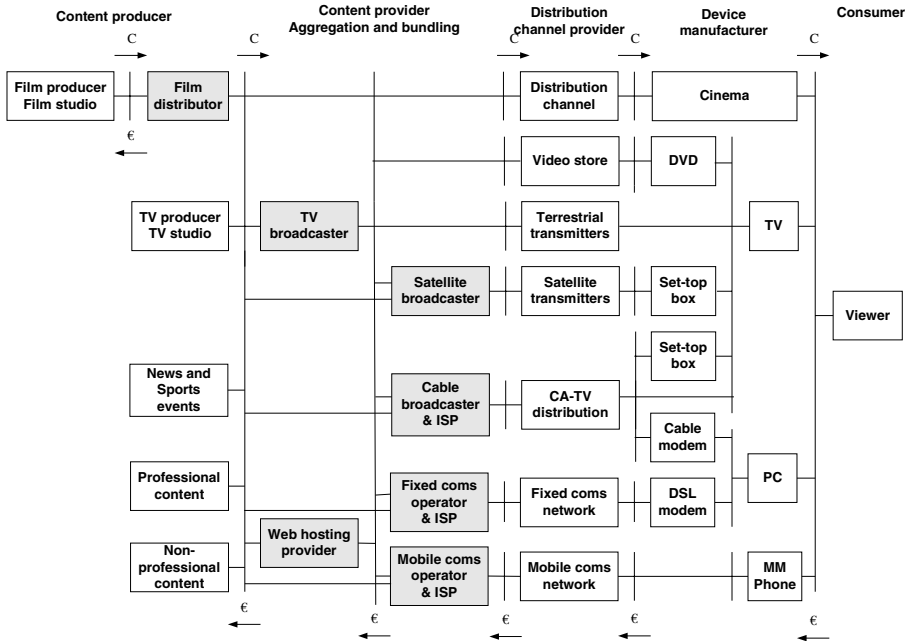 Content producer
Content provider
Aggregation and bundling
Distribution
channel provider
Device
manufacturer
Consumer
C
C
C
C
C
Film producer
Film studio
Film
distributor
Distribution
channel
Cinema
€
Video store
DVD
TV producer
TV studio
TV
broadcaster
Terrestrial
transmitters
TV
Satellite
broadcaster
Satellite
transmitters
Set-top
box
Viewer
Set-top
box
News and
Sports
events
Cable
broadcaster
& ISP
CA-TV
distribution
Cable
modem
Professional
content
Fixed coms
operator
& ISP
Fixed coms
network
DSL
modem
PC
Web hosting
provider
Non-
professional
content
Mobile coms
operator
& ISP
Mobile coms
network
MM
Phone
€
€
€
€
€